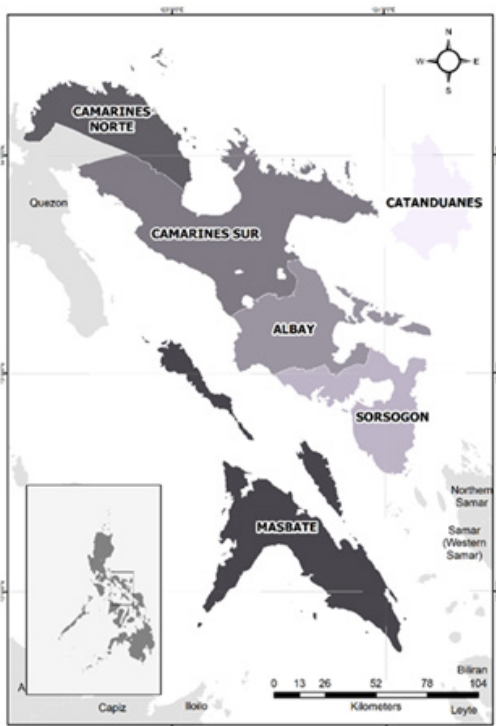 N
W E
S
CAMARINES
NORTE
Quezon
CATANDUANES
CAMARINES SUR
ALBAY
SORSOGON
Northern
Samar
MASBATE
Samar
(Western
Samar)
Biliran
A
0 13 26 52 78 104
Kilometers
Capiz
Iloilo
Leyte